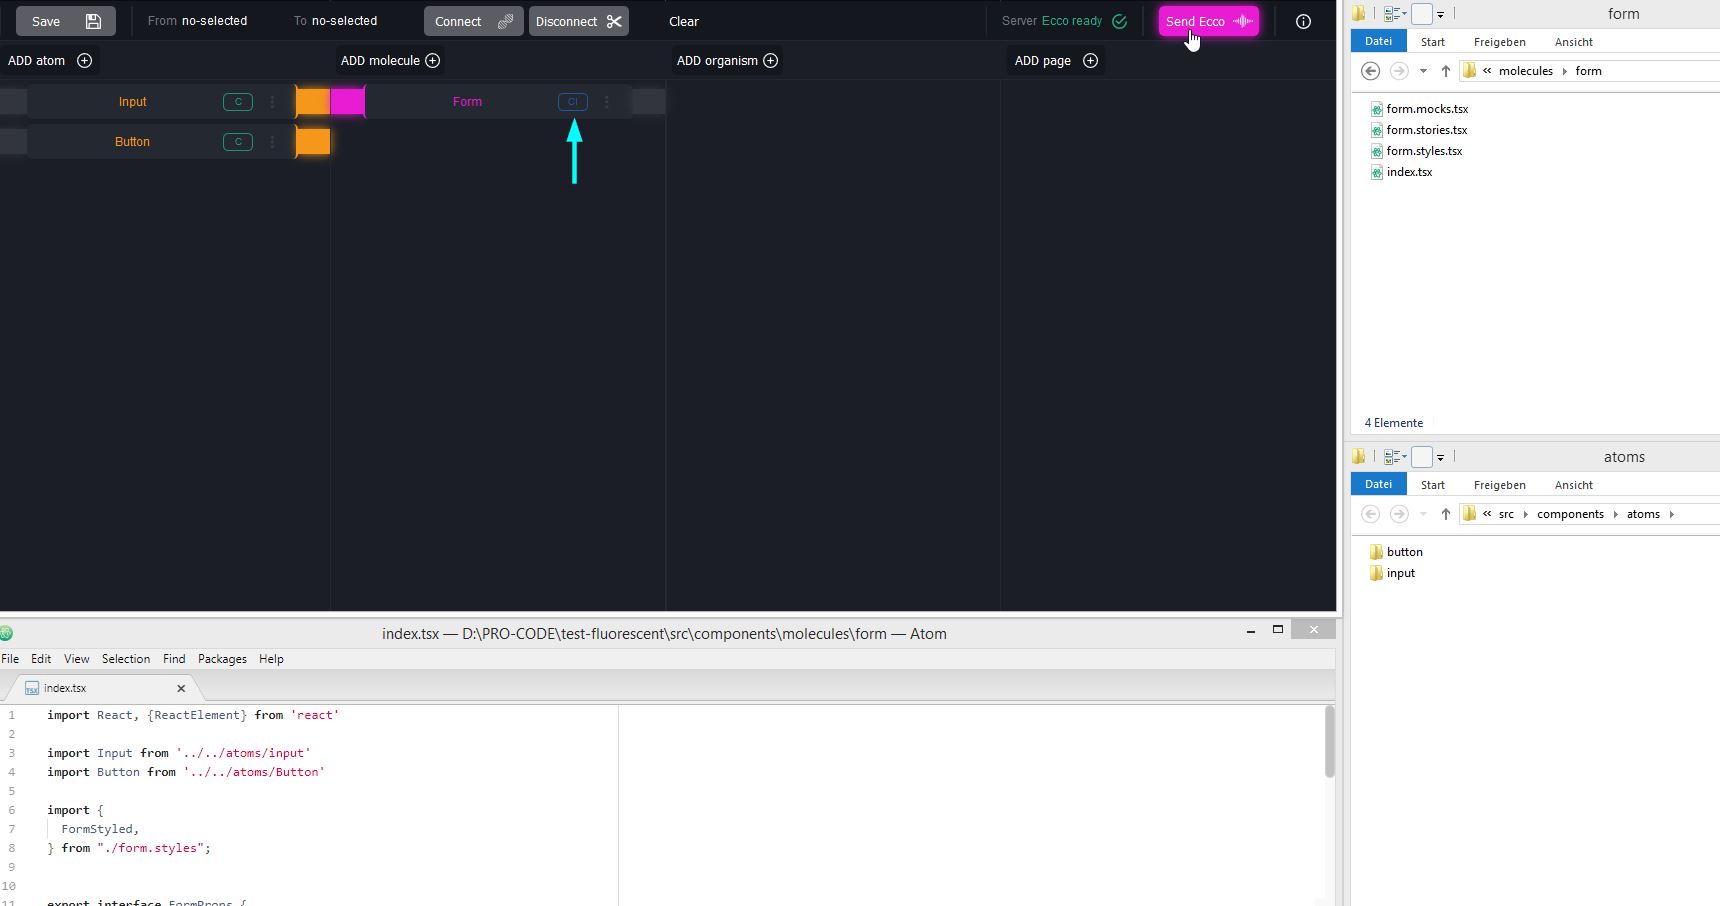 Save
From no-selected
To no-selected
Connect
Disconnect
Clear
Server Ecco ready
Send Ecco
ADD atom
ADD molecule
ADD organism
ADD page
Input C
Form CI
Button C
form
Datei Start Freigeben Ansicht
« molecules form
form.mocks.tsx
form.stories.tsx
form.styles.tsx
index.tsx
4 Elemente
atoms
Datei Start Freigeben Ansicht
« src components atoms
button
input
index.tsx — D:\PRO-CODE\test-fluorescent\src\components\molecules\form — Atom
File Edit View Selection Find Packages Help
TSX index.tsx
1 import React, {ReactElement} from 'react'
2
3 import Input from '../../atoms/input'
4 import Button from '../../atoms/Button'
5
6 import {
7 FormStyled,
8 } from "./form.styles";
9
10
11 export interface FormProps {